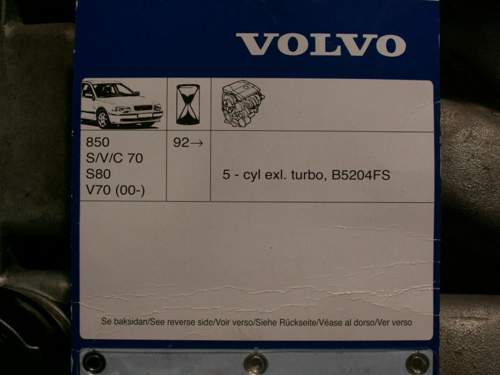 VOLVO
850 92→
S/V/C 70
S80 5 - cyl exl. turbo, B5204FS
V70 (00-)
Se baksidan/See reverse side/Voir verso/Siehe Rückseite/Véase al dorso/Ver verso